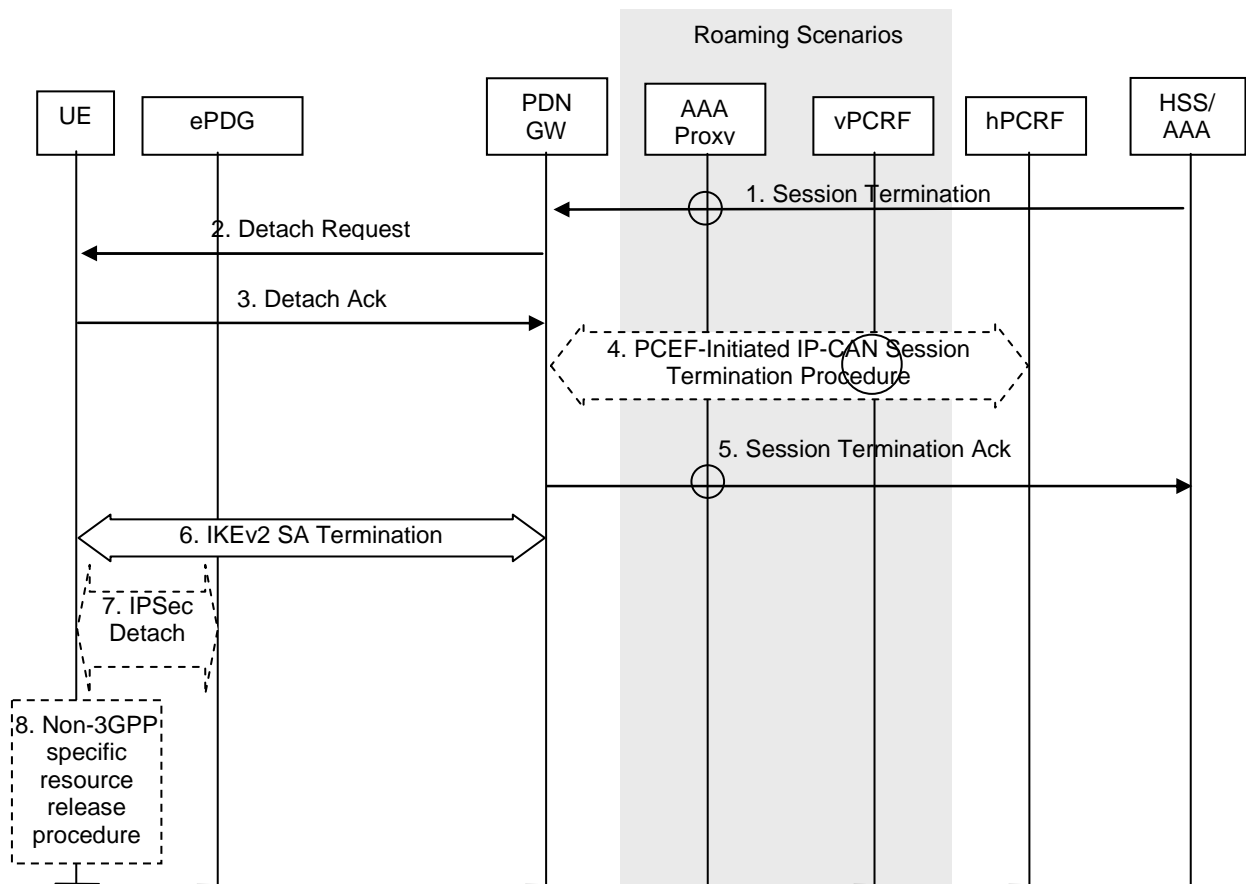 Roaming Scenarios
UE
ePDG
PDN
GW
AAA
Proxy
vPCRF
hPCRF
HSS/
AAA
1. Session Termination
2. Detach Request
3. Detach Ack
4. PCEF-Initiated IP-CAN Session
Termination Procedure
5. Session Termination Ack
6. IKEv2 SA Termination
7. IPSec
Detach
8. Non-3GPP
specific
resource
release
procedure